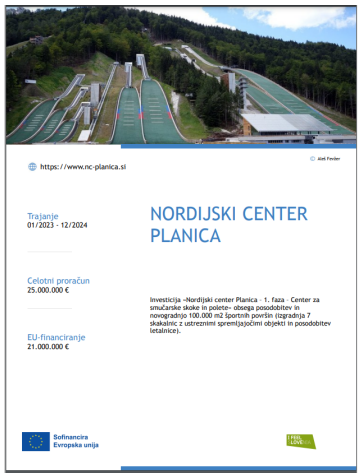 © Aleš Fevžer
https://www.nc-planica.si
Trajanje
01/2023 - 12/2024
NORDIJSKI CENTER
PLANICA
Celotni proračun
25.000.000 €
Investicija »Nordijski center Planica – 1. faza – Center za
smučarske skoke in polete« obsega posodobitev in
novogradnjo 100.000 m2 športnih površin (izgradnja 7
skakalnic z ustreznimi spremljajočimi objekti in posodobitev
letalnice).
EU-financiranje
21.000.000 €
Sofinancira
Evropska unija
I FEEL
SLOVENIA